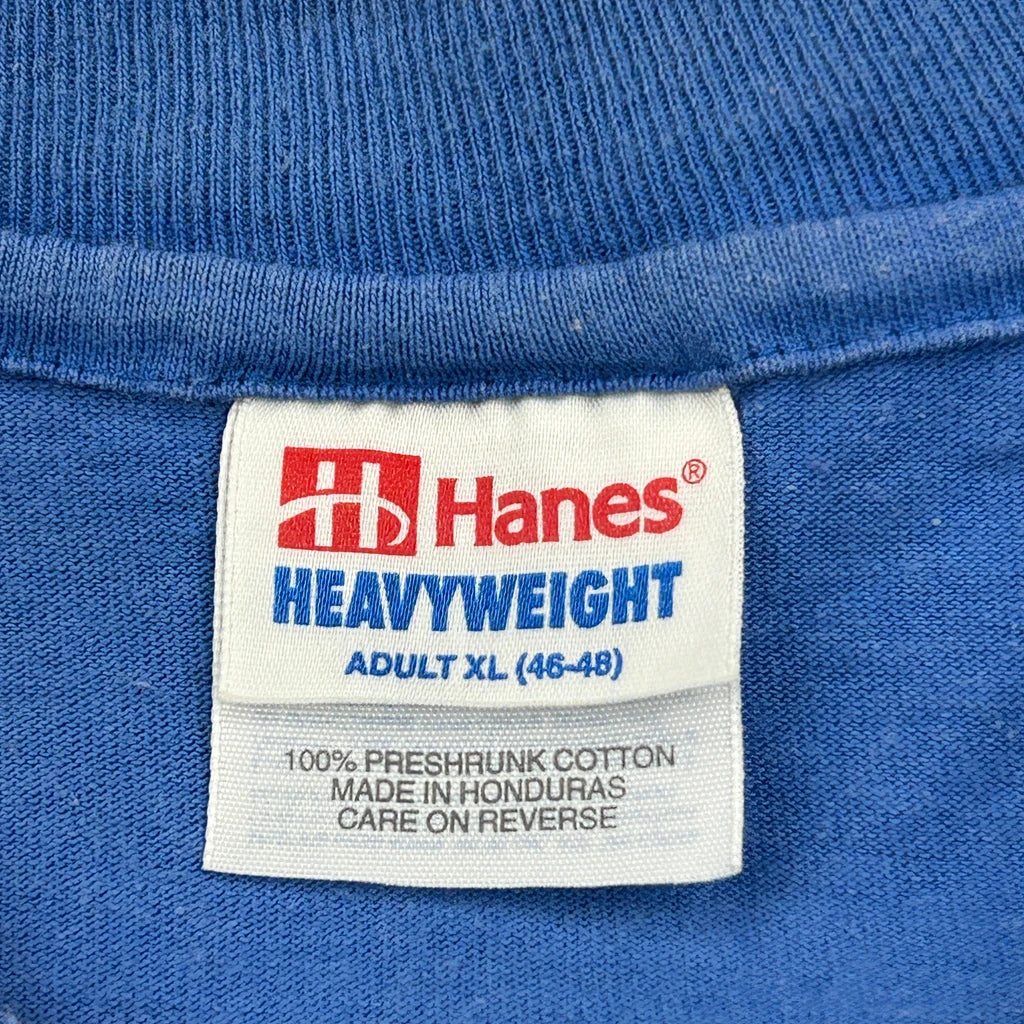 H Hanes®
HEAVYWEIGHT
ADULT XL (46-48)
100% PRESHRUNK COTTON
MADE IN HONDURAS
CARE ON REVERSE